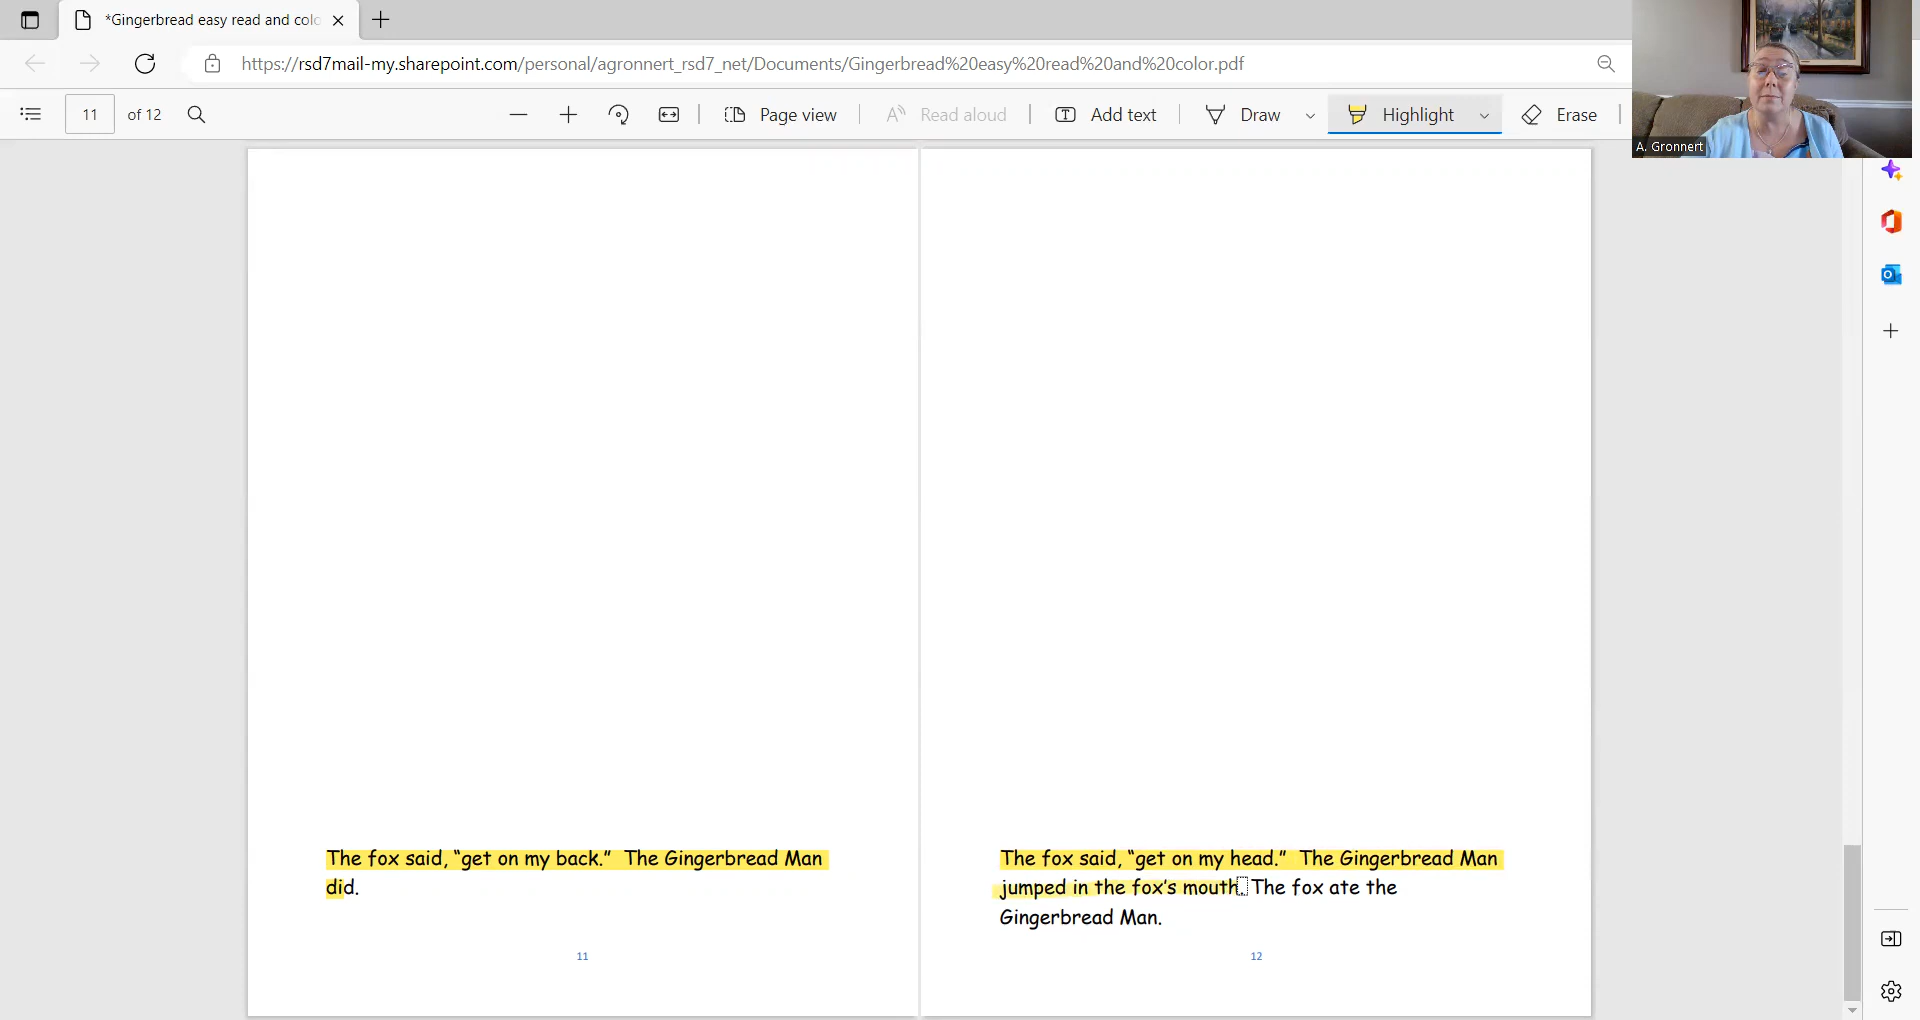 *Gingerbread easy read and colo
https://rsd7mail-my.sharepoint.com/personal/agronnert_rsd7_net/Documents/Gingerbread%20easy%20read%20and%20color.pdf
11 of 12 Page view Read aloud Add text Draw Highlight Erase
A. Gronnert
The fox said, “get on my back.”  The Gingerbread Man
did.
11
The fox said, “get on my head.”  The Gingerbread Man
jumped in the fox’s mouth. The fox ate the
Gingerbread Man.
12